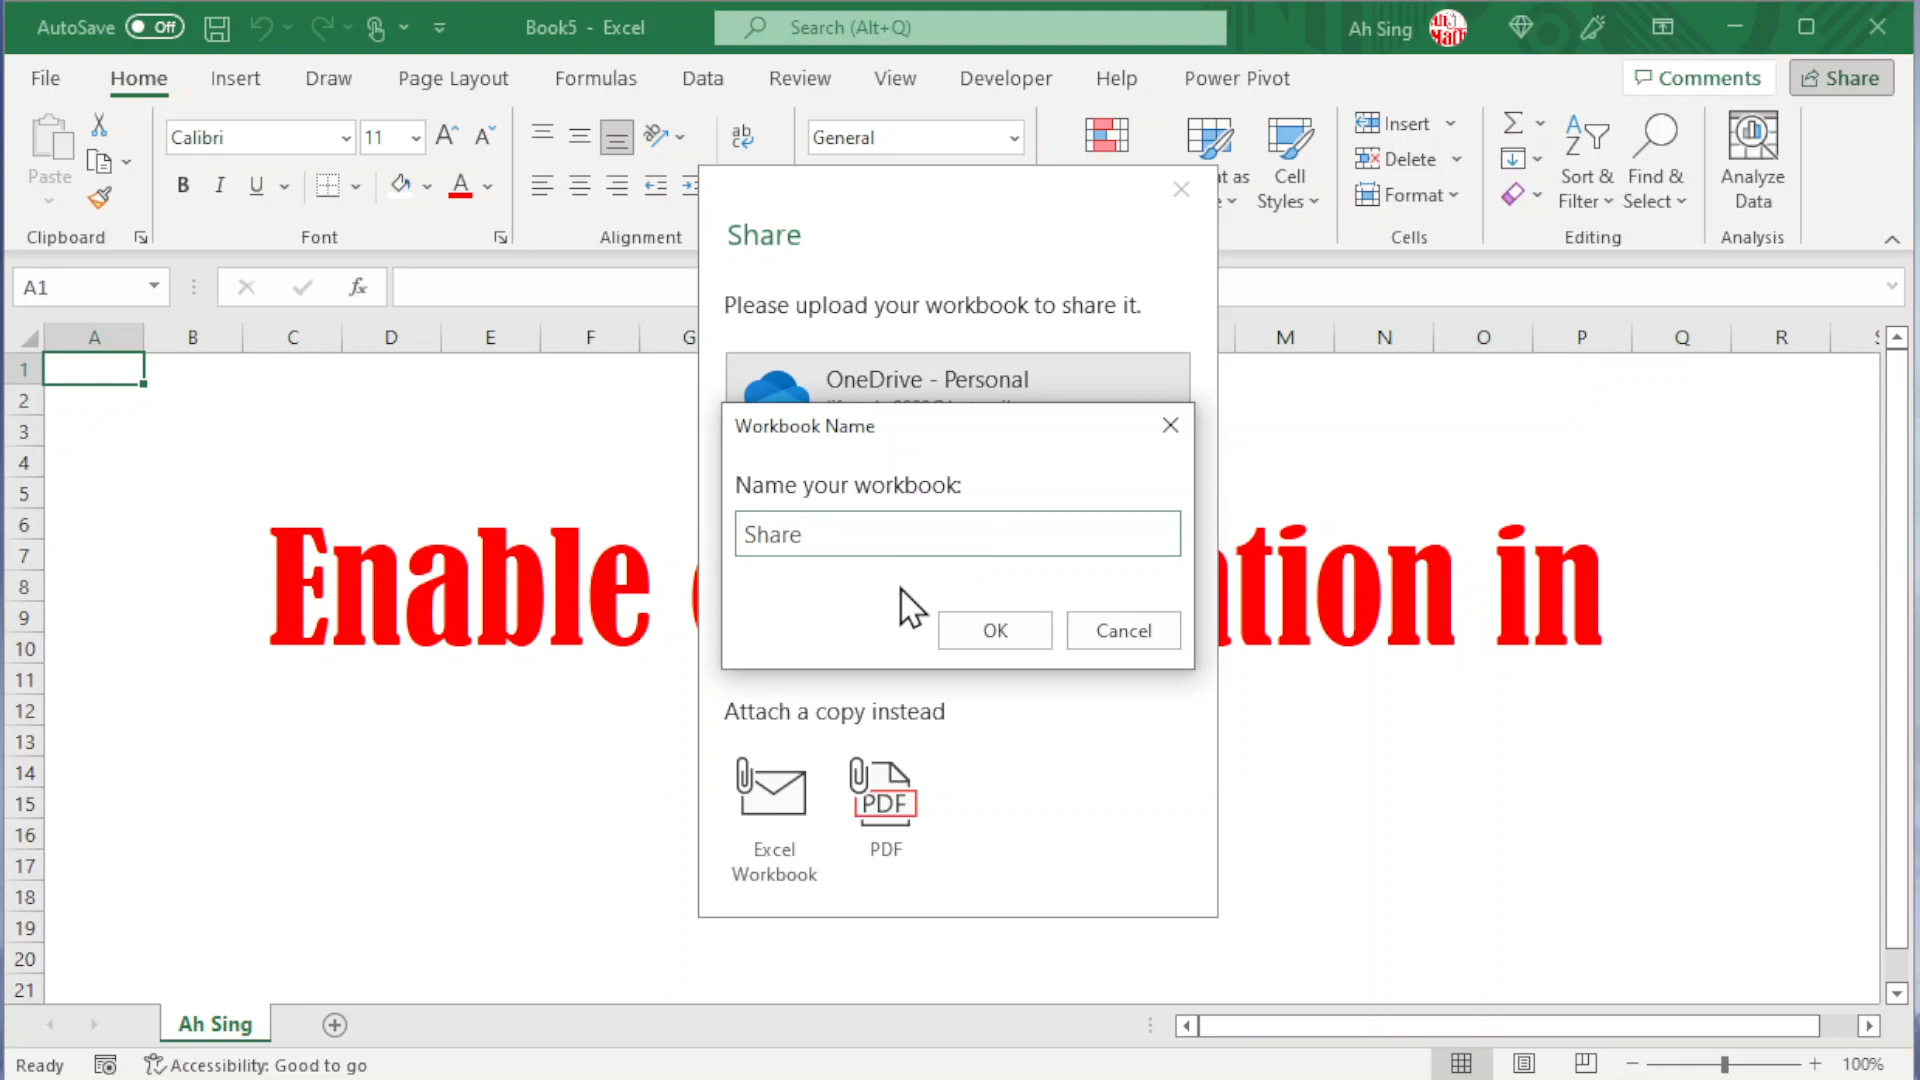 AutoSave Off Book5 - Excel Search (Alt+Q) Ah Sing
File Home Insert Draw Page Layout Formulas Data Review View Developer Help Power Pivot Comments Share
Paste
Clipboard
Calibri 11
B I U A
Font
ab
Alignment
General
Cell
Styles
Insert
Delete
Format
Cells
Sort &
Filter
Find &
Select
Editing
Analyze
Data
Analysis
A1 fx
A B C D E F G M N O P Q R S
1
2
3
4
5
6
7
8
9
10
11
12
13
14
15
16
17
18
19
20
21
Enable
ation in
Share
Please upload your workbook to share it.
OneDrive - Personal
Workbook Name
Name your workbook:
Share
OK Cancel
Attach a copy instead
Excel
Workbook
PDF
PDF
Ah Sing
Ready Accessibility: Good to go 100%